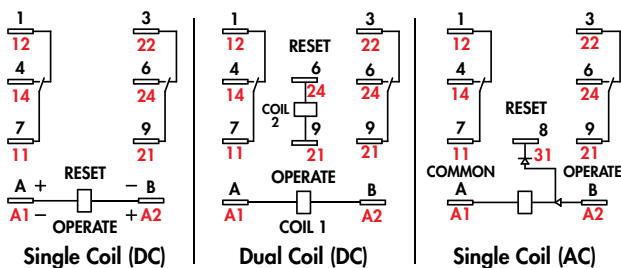 1 3
12 22
4 6
14 24
7 9
11 21
RESET
A + − B
A1 − + A2
OPERATE
Single Coil (DC)
1 3
12 22
RESET
4 6 6
14 24 24
COIL 2
7 9 9
11 21 21
OPERATE
A B
A1 A2
COIL 1
Dual Coil (DC)
1 3
12 22
4 6
14 24
RESET
7 8 9
11 31 21
COMMON OPERATE
A B
A1 A2
Single Coil (AC)